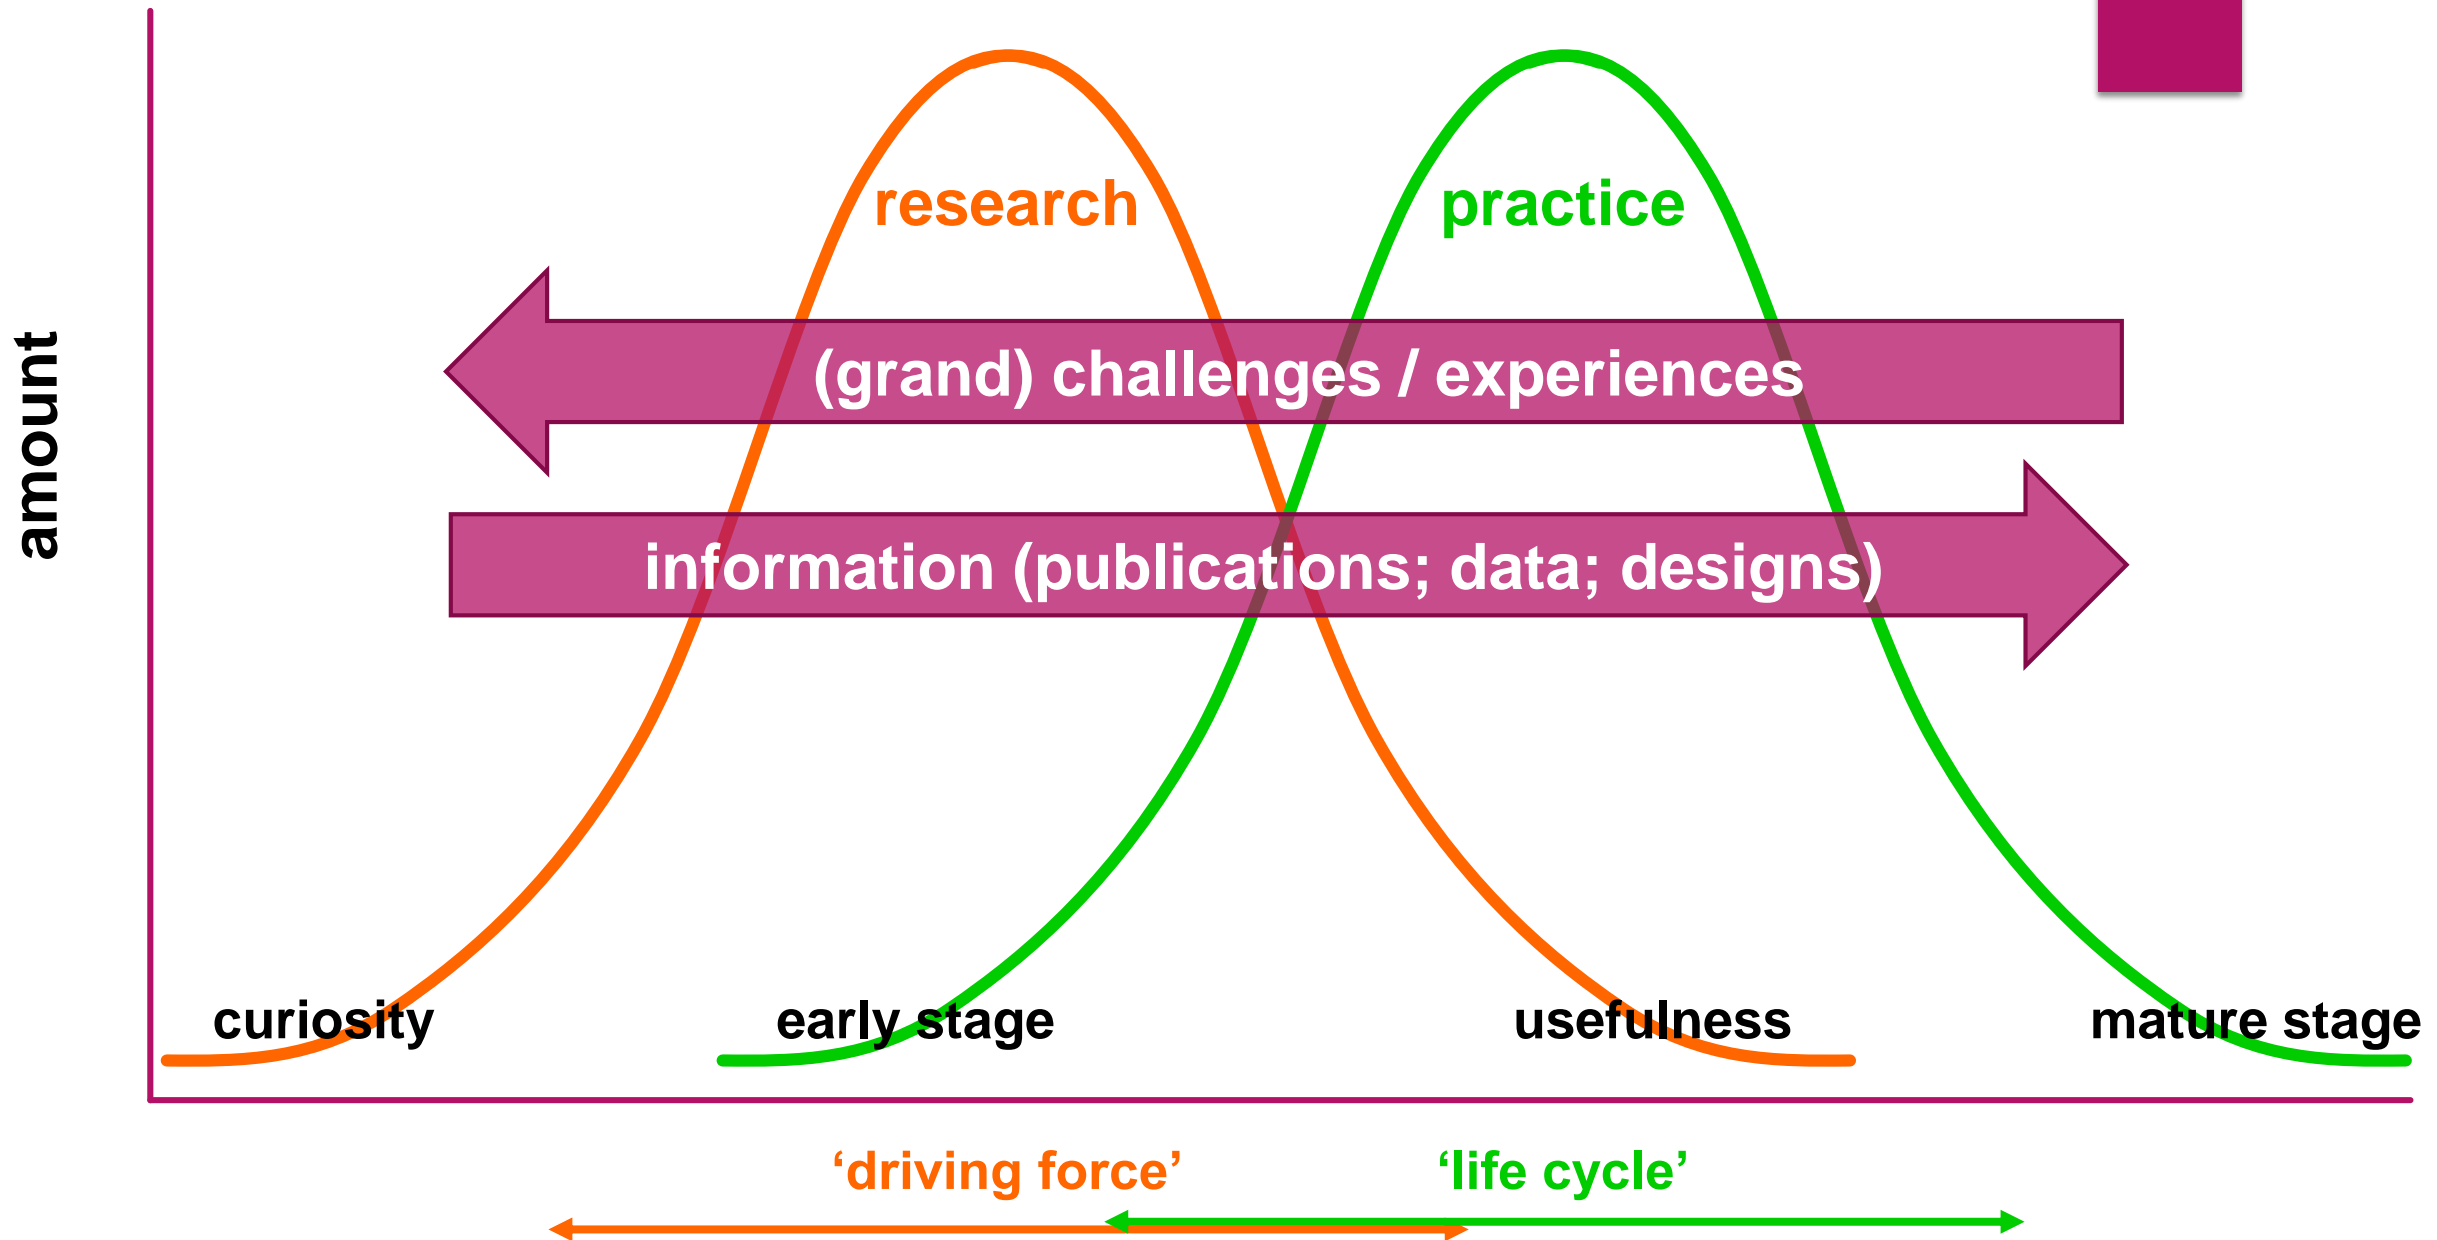 research
practice
amount
(grand) challenges / experiences
information (publications; data; designs)
curiosity
early stage
usefulness
mature stage
‘driving force’
‘life cycle’